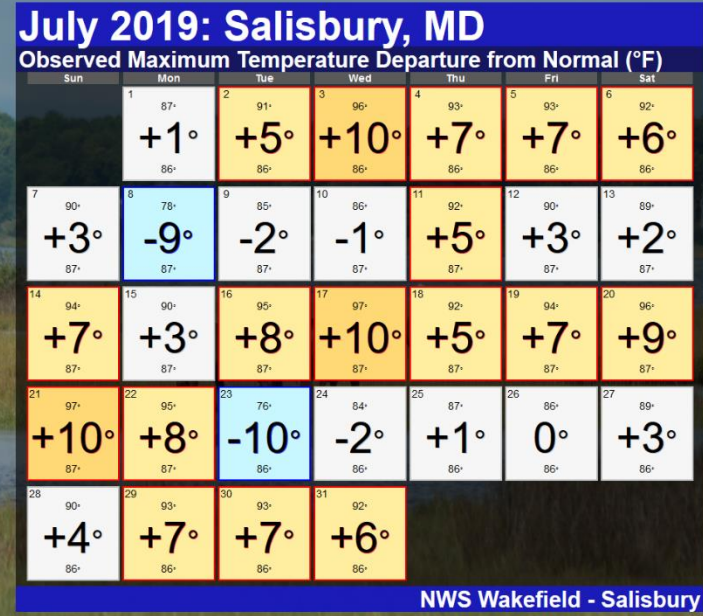 July 2019: Salisbury, MD
Observed Maximum Temperature Departure from Normal (°F)
Sun Mon Tue Wed Thu Fri Sat
1 2 3 4 5 6
87° 91° 96° 93° 93° 92°
+1° +5° +10° +7° +7° +6°
86° 86° 86° 86° 86° 86°
7 8 9 10 11 12 13
90° 78° 85° 86° 92° 90° 89°
+3° -9° -2° -1° +5° +3° +2°
87° 87° 87° 87° 87° 87° 87°
14 15 16 17 18 19 20
94° 90° 95° 97° 92° 94° 96°
+7° +3° +8° +10° +5° +7° +9°
87° 87° 87° 87° 87° 87° 87°
21 22 23 24 25 26 27
97° 95° 76° 84° 87° 86° 89°
+10° +8° -10° -2° +1° 0° +3°
87° 87° 86° 86° 86° 86° 86°
28 29 30 31
90° 93° 93° 92°
+4° +7° +7° +6°
86° 86° 86° 86°
NWS Wakefield - Salisbury